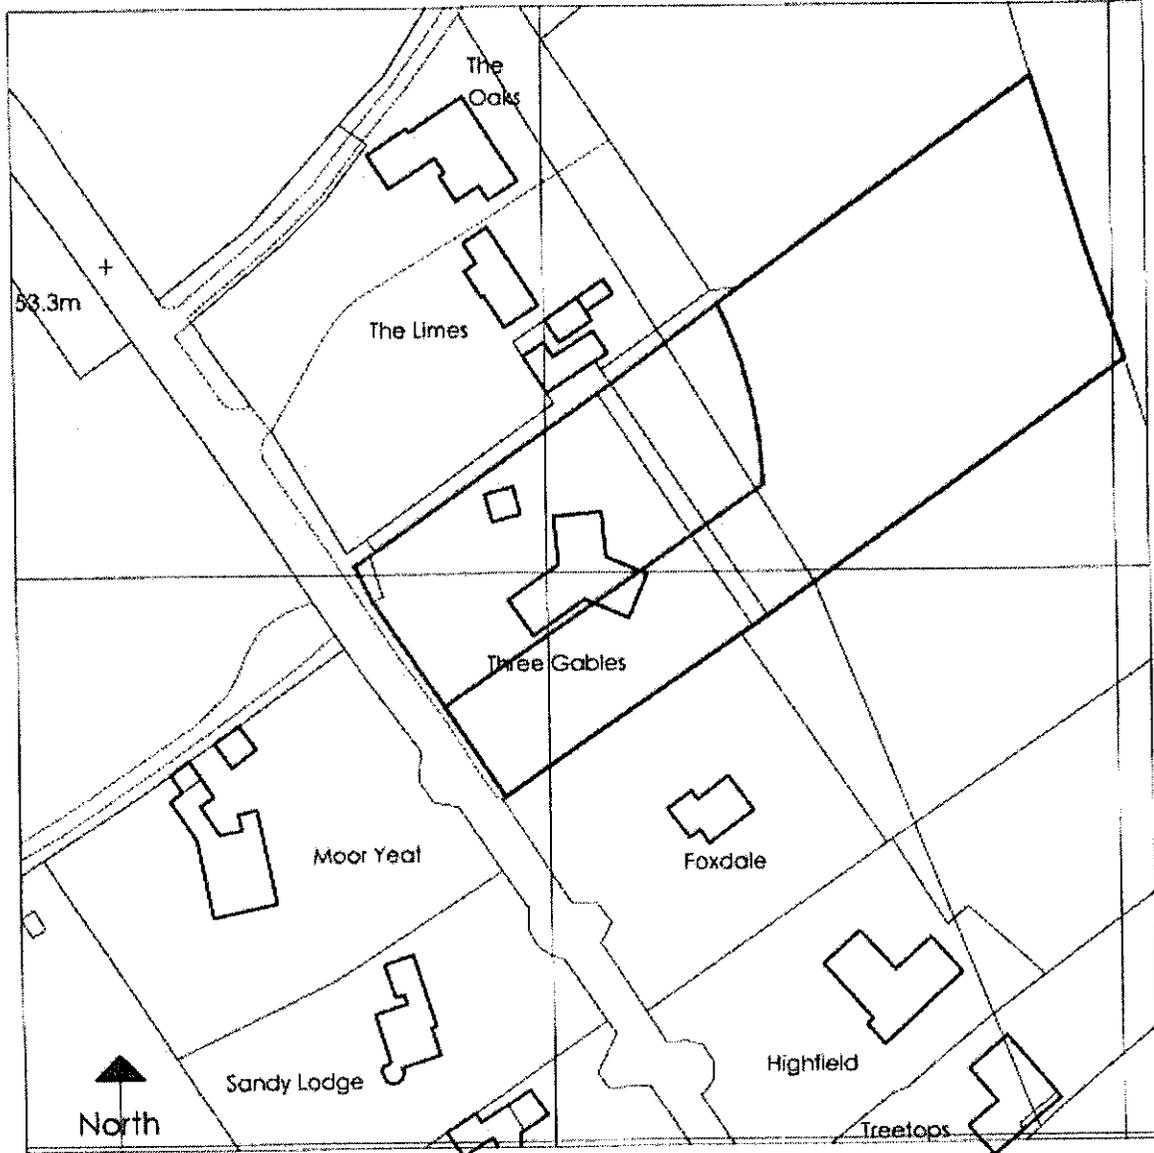 The
Oaks
53.3m
The Limes
Three Gables
Moor Yeat
Foxdale
Highfield
Sandy Lodge
North
Treetops